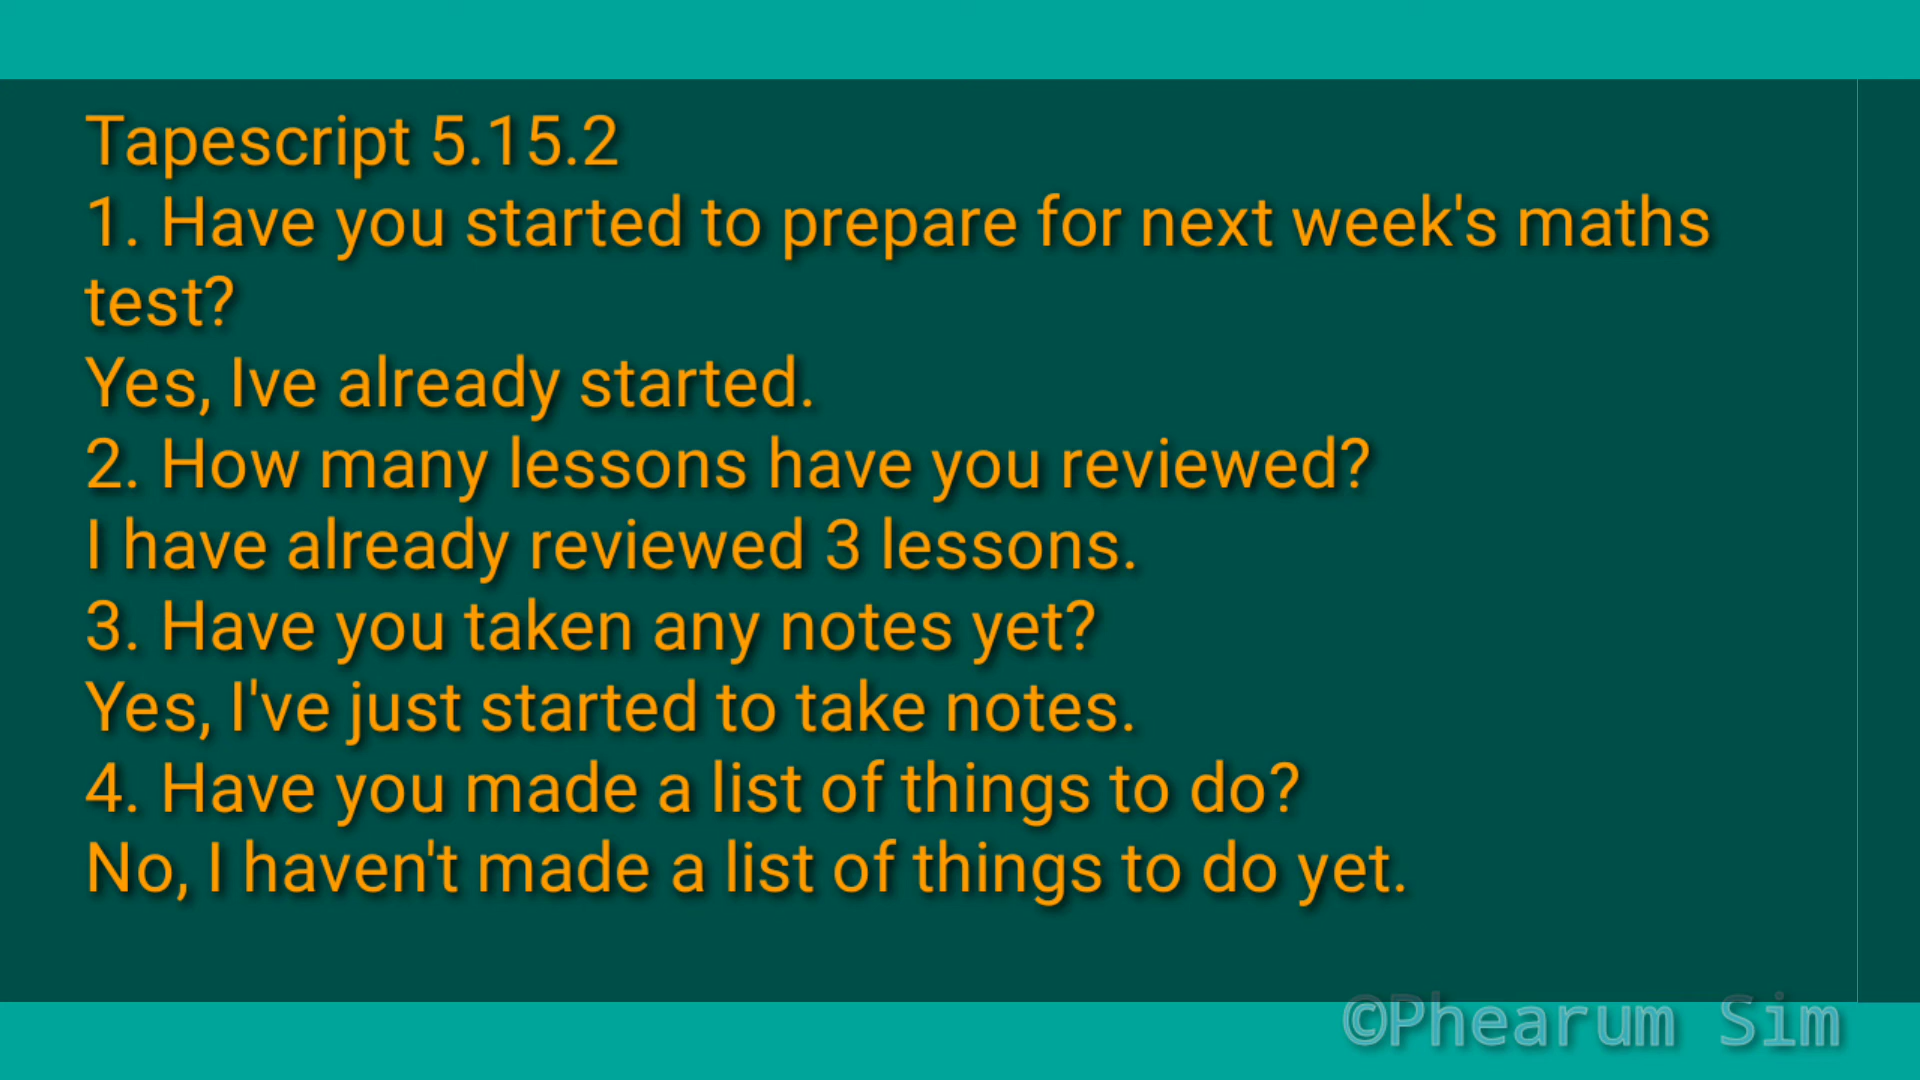 Tapescript 5.15.2
1. Have you started to prepare for next week's maths
test?
Yes, Ive already started.
2. How many lessons have you reviewed?
I have already reviewed 3 lessons.
3. Have you taken any notes yet?
Yes, I've just started to take notes.
4. Have you made a list of things to do?
No, I haven't made a list of things to do yet.
©Phearum Sim